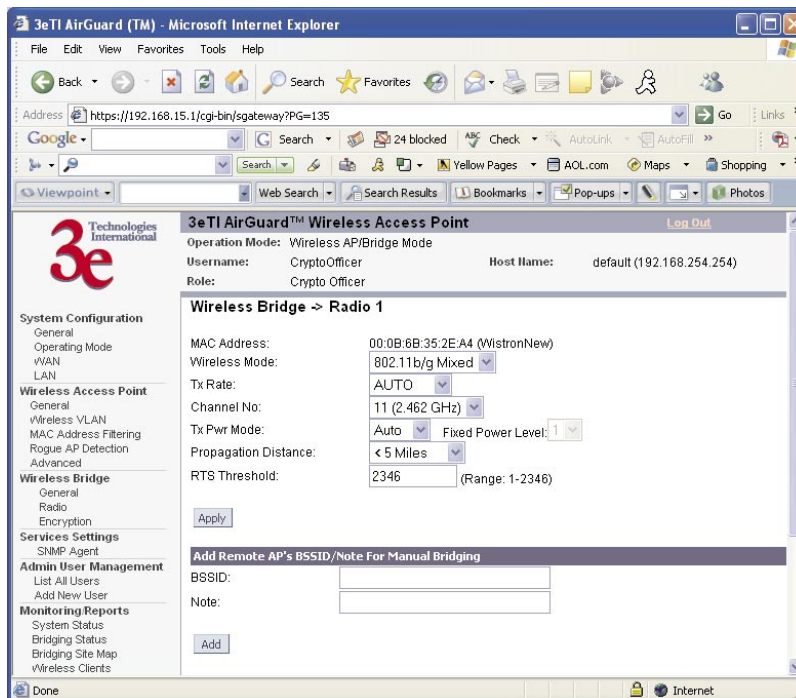 3eTI AirGuard (TM) - Microsoft Internet Explorer
File Edit View Favorites Tools Help
Back Search Favorites
Address https://192.168.15.1/cgi-bin/sgateway?PG=135 Go Links
Google Search 24 blocked ABC Check AutoLink AutoFill »
Search Yellow Pages AOL.com Maps Shopping
Viewpoint Web Search Search Results Bookmarks Pop-ups Photos
3e Technologies International
3eTI AirGuard™ Wireless Access Point Log Out
Operation Mode: Wireless AP/Bridge Mode
Username: CryptoOfficer Host Name: default (192.168.254.254)
Role: Crypto Officer
System Configuration
General
Operating Mode
WAN
LAN
Wireless Access Point
General
Wireless VLAN
MAC Address Filtering
Rogue AP Detection
Advanced
Wireless Bridge
General
Radio
Encryption
Services Settings
SNMP Agent
Admin User Management
List All Users
Add New User
Monitoring/Reports
System Status
Bridging Status
Bridging Site Map
Wireless Clients
Wireless Bridge -> Radio 1
MAC Address: 00:0B:6B:35:2E:A4 (WistronNew)
Wireless Mode: 802.11b/g Mixed
Tx Rate: AUTO
Channel No: 11 (2.462 GHz)
Tx Pwr Mode: Auto Fixed Power Level: 1
Propagation Distance: < 5 Miles
RTS Threshold: 2346 (Range: 1-2346)
Apply
Add Remote AP's BSSID/Note For Manual Bridging
BSSID:
Note:
Add
Done Internet